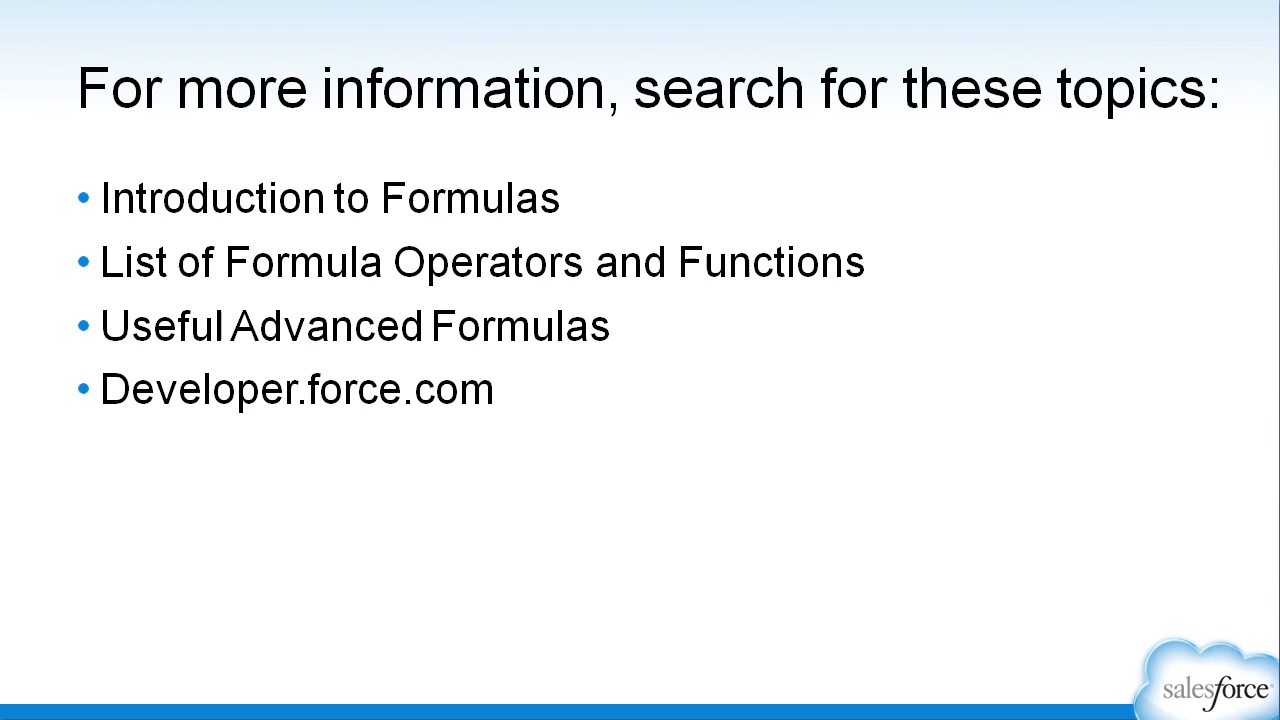 For more information, search for these topics:
• Introduction to Formulas
• List of Formula Operators and Functions
• Useful Advanced Formulas
• Developer.force.com
salesforce